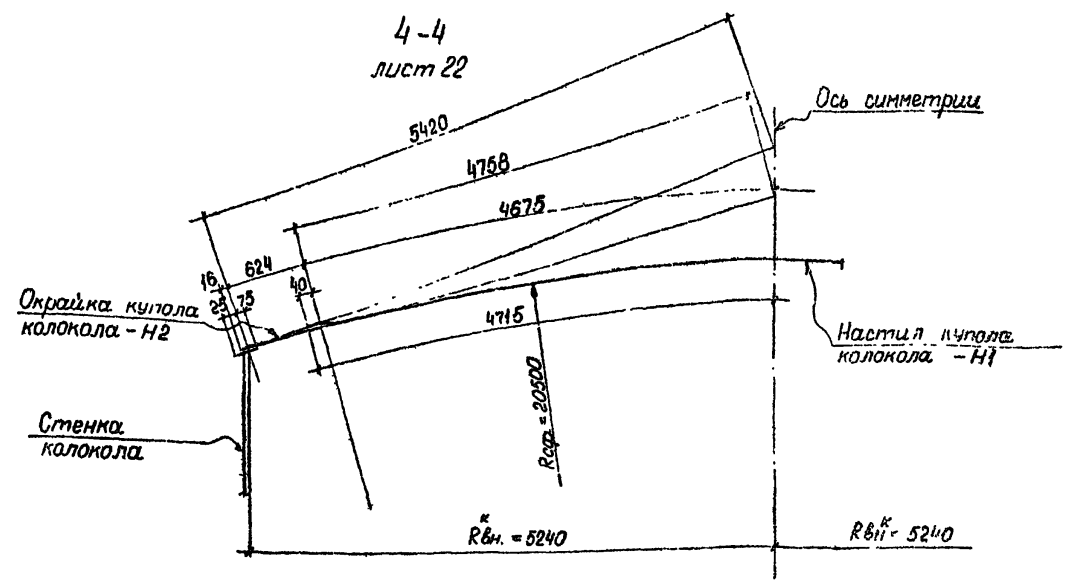 4-4
лист 22
Ось симметрии
5420
4758
4675
16
624
40
25
75
Окрайка купола
колокола - Н2
4715
Rсф. = 20500
Настил купола
колокола - Н1
Стенка
колокола
Rвн.к = 5240
Rвнк = 5240